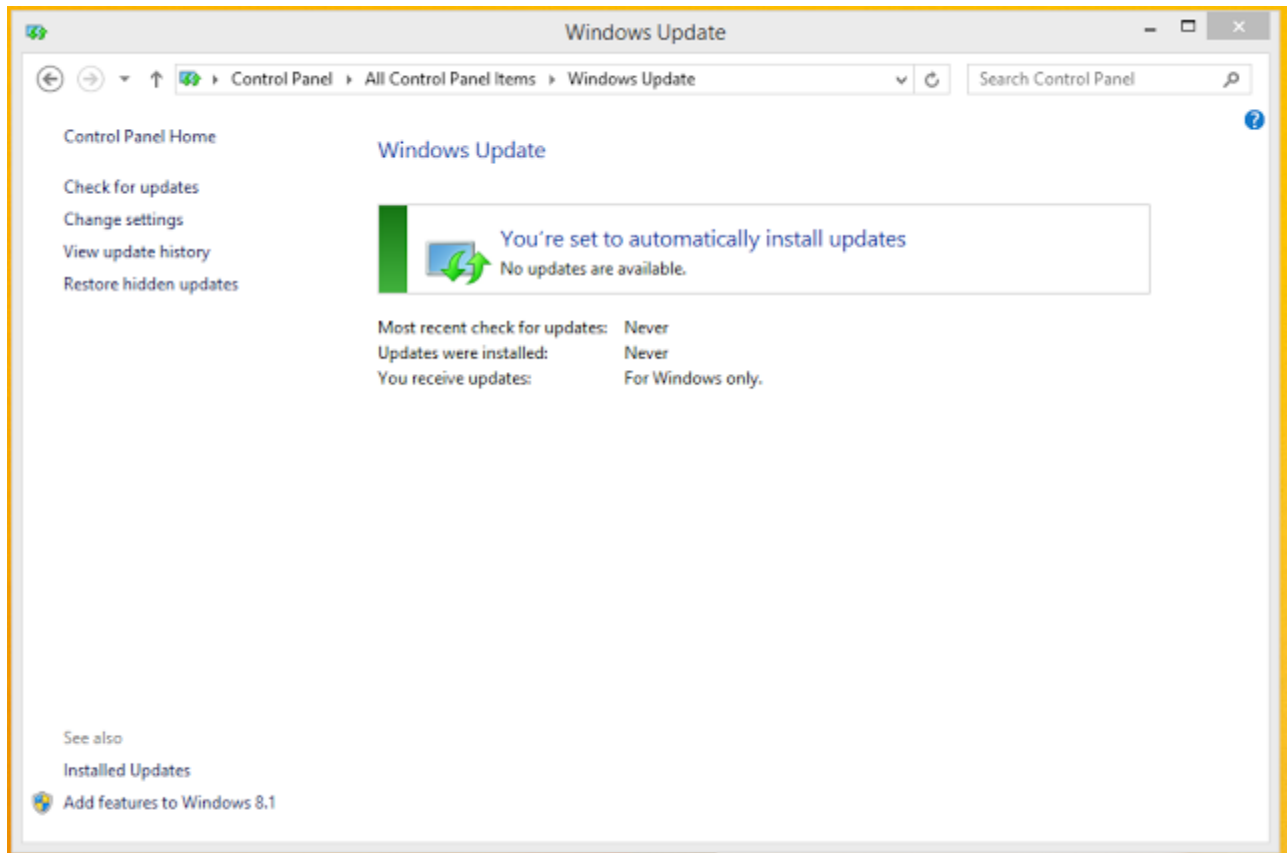 Windows Update
Control Panel All Control Panel Items Windows Update
Search Control Panel
Control Panel Home
Check for updates
Change settings
View update history
Restore hidden updates
Windows Update
You're set to automatically install updates
No updates are available.
Most recent check for updates: Never
Updates were installed: Never
You receive updates: For Windows only.
See also
Installed Updates
Add features to Windows 8.1